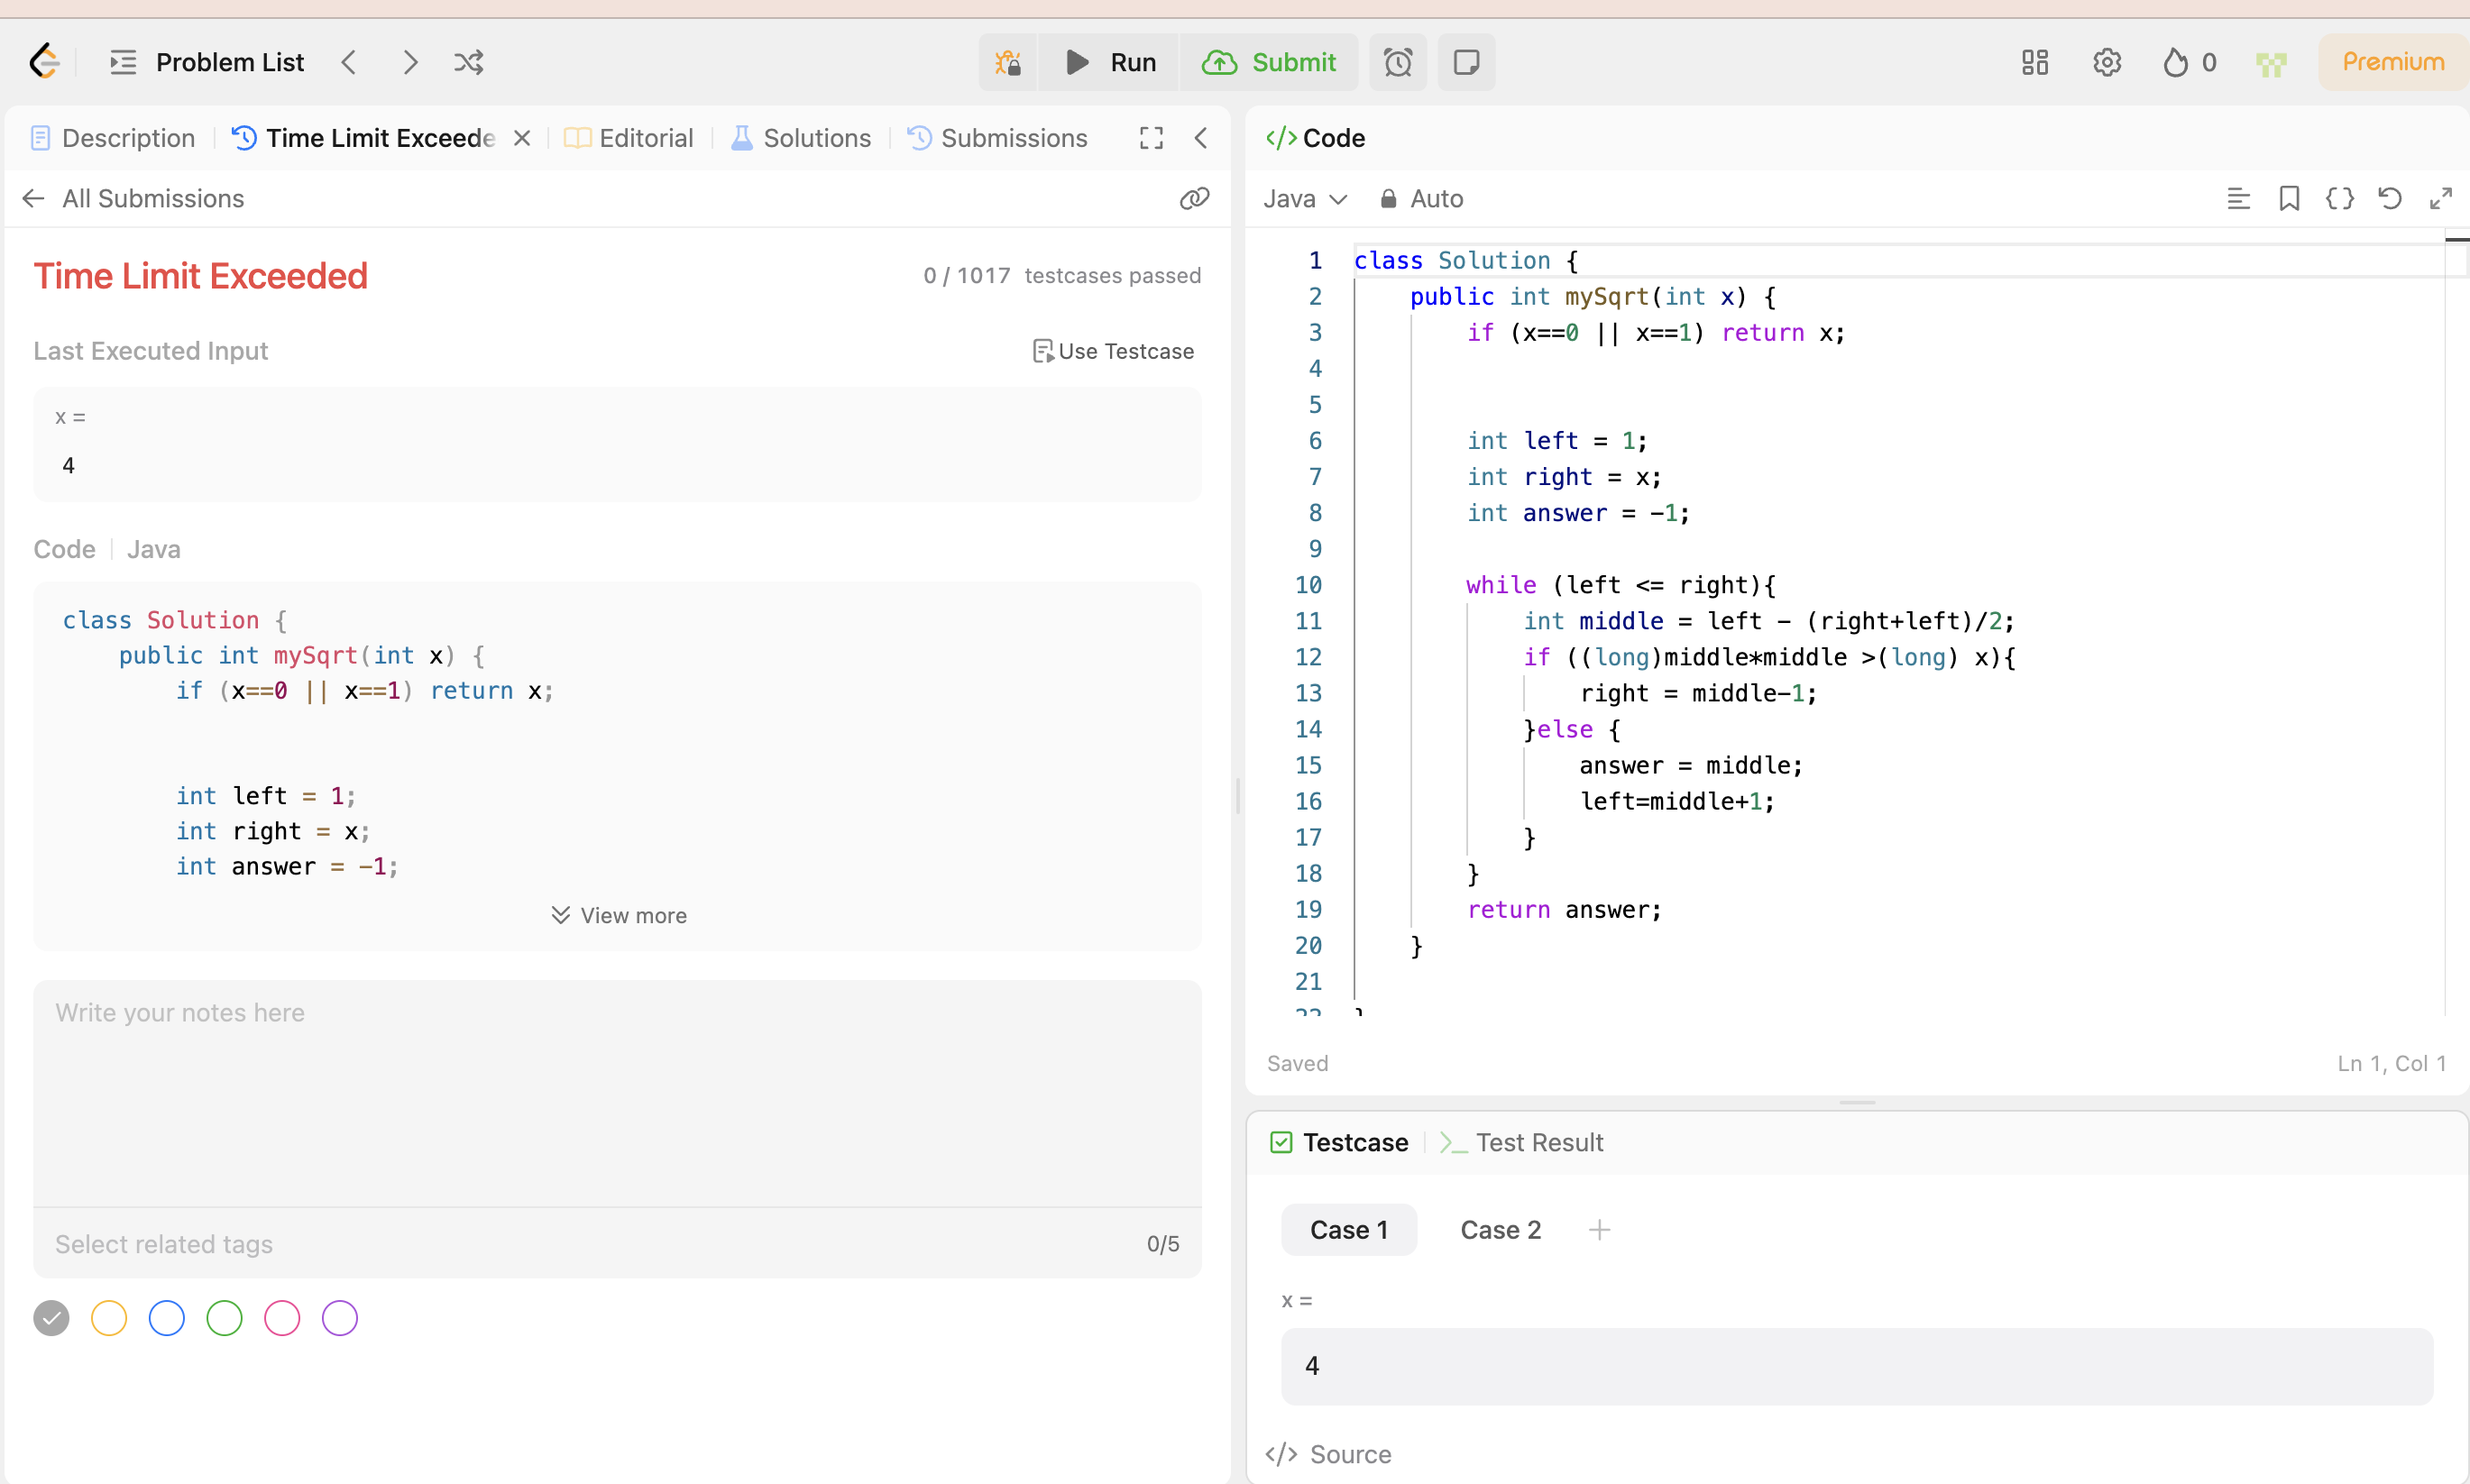 Problem List
Run
Submit
0
Premium
Description
Time Limit Exceede
Editorial
Solutions
Submissions
All Submissions
Time Limit Exceeded
0 / 1017 testcases passed
Last Executed Input
Use Testcase
x =
4
Code
Java
class Solution {
    public int mySqrt(int x) {
        if (x==0 || x==1) return x;
        int left = 1;
        int right = x;
        int answer = -1;
View more
Write your notes here
Select related tags
0/5
</> Code
Java
Auto
1 class Solution {
2     public int mySqrt(int x) {
3         if (x==0 || x==1) return x;
4
5
6         int left = 1;
7         int right = x;
8         int answer = -1;
9
10         while (left <= right){
11             int middle = left - (right+left)/2;
12             if ((long)middle*middle >(long) x){
13                 right = middle-1;
14             }else {
15                 answer = middle;
16                 left=middle+1;
17             }
18         }
19         return answer;
20     }
21
22 }
Saved
Ln 1, Col 1
Testcase
>_ Test Result
Case 1
Case 2
+
x =
4
</> Source